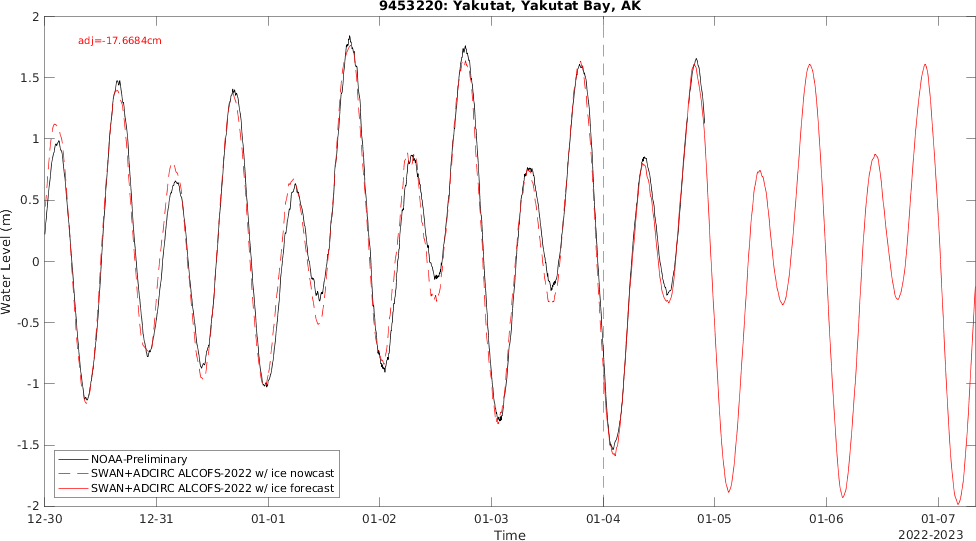 9453220: Yakutat, Yakutat Bay, AK
adj=-17.6684cm
2
1.5
1
0.5
0
-0.5
-1
-1.5
-2
Water Level (m)
NOAA-Preliminary
SWAN+ADCIRC ALCOFS-2022 w/ ice nowcast
SWAN+ADCIRC ALCOFS-2022 w/ ice forecast
12-30 12-31 01-01 01-02 01-03 01-04 01-05 01-06 01-07
Time
2022-2023